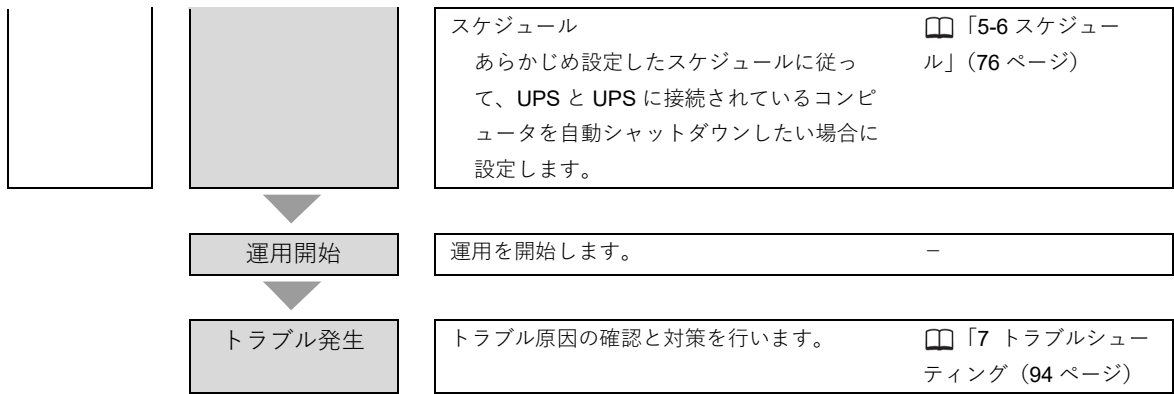 スケジュール
「5-6 スケジュー
あらかじめ設定したスケジュールに従っ
ル」(76 ページ)
て、UPS と UPS に接続されているコンピ
ュータを自動シャットダウンしたい場合に
設定します。
運用開始
運用を開始します。
－
トラブル発生
トラブル原因の確認と対策を行います。
「7 トラブルシュー
ティング（94 ページ）